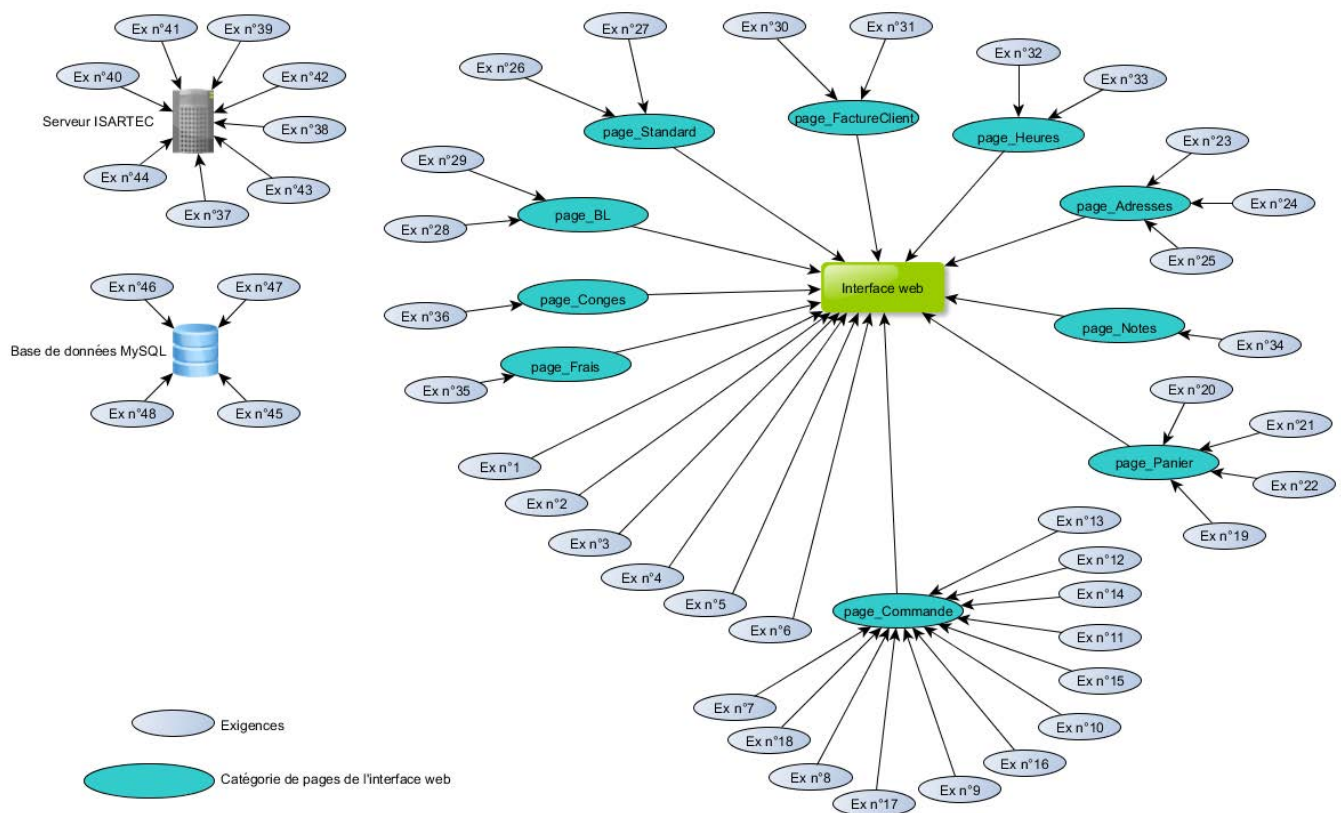 Ex n°41
Ex n°39
Ex n°40
Ex n°42
Serveur ISARTEC
Ex n°38
Ex n°44
Ex n°43
Ex n°37
Ex n°46
Ex n°47
Base de données MySQL
Ex n°48
Ex n°45
Ex n°27
Ex n°26
page_Standard
Ex n°30
Ex n°31
page_FactureClient
Ex n°32
Ex n°33
page_Heures
Ex n°29
page_BL
Ex n°28
Ex n°23
page_Adresses
Ex n°24
Ex n°25
Interface web
page_Conges
Ex n°36
page_Frais
Ex n°35
page_Notes
Ex n°34
Ex n°20
Ex n°21
page_Panier
Ex n°22
Ex n°19
Ex n°1
Ex n°2
Ex n°3
Ex n°4
Ex n°5
Ex n°6
Ex n°13
Ex n°12
Ex n°14
page_Commande
Ex n°11
Ex n°15
Ex n°7
Ex n°10
Ex n°18
Ex n°16
Ex n°8
Ex n°9
Ex n°17
Exigences
Catégorie de pages de l'interface web